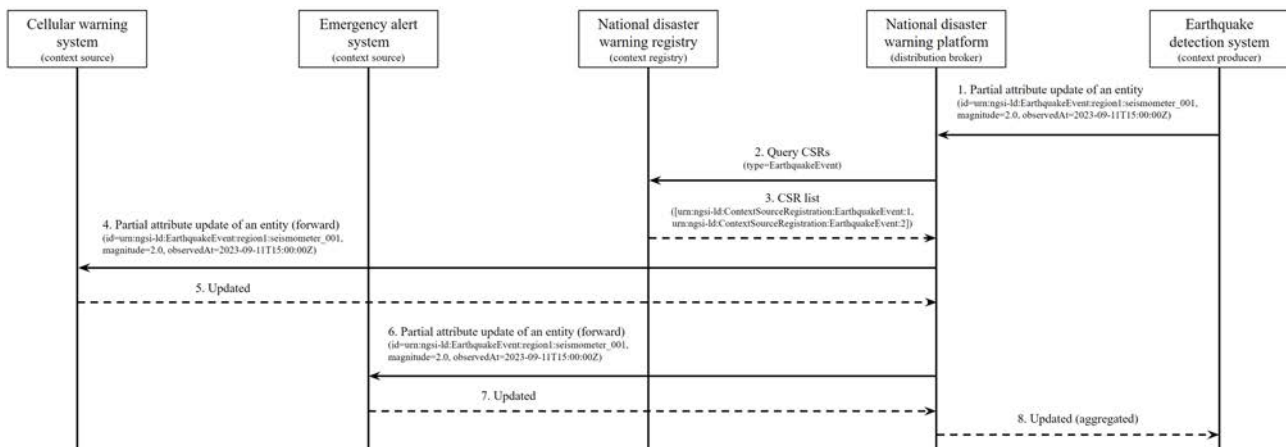 Cellular warning
system
(context source)
Emergency alert
system
(context source)
National disaster
warning registry
(context registry)
National disaster
warning platform
(distribution broker)
Earthquake
detection system
(context producer)
1. Partial attribute update of an entity
(id=urn:ngsi-ld:EarthquakeEvent:region1:seismometer_001,
magnitude=2.0, observedAt=2023-09-11T15:00:00Z)
2. Query CSRs
(type=EarthquakeEvent)
3. CSR list
([urn:ngsi-ld:ContextSourceRegistration:EarthquakeEvent:1,
urn:ngsi-ld:ContextSourceRegistration:EarthquakeEvent:2])
4. Partial attribute update of an entity (forward)
(id=urn:ngsi-ld:EarthquakeEvent:region1:seismometer_001,
magnitude=2.0, observedAt=2023-09-11T15:00:00Z)
5. Updated
6. Partial attribute update of an entity (forward)
(id=urn:ngsi-ld:EarthquakeEvent:region1:seismometer_001,
magnitude=2.0, observedAt=2023-09-11T15:00:00Z)
7. Updated
8. Updated (aggregated)